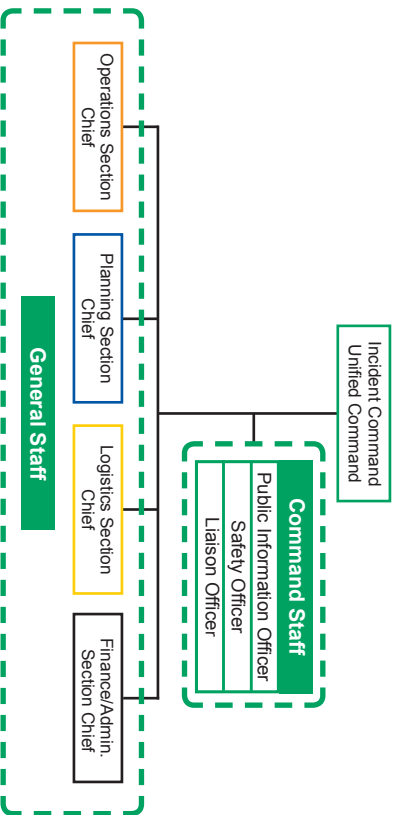 Incident Command
Unified Command
Command Staff
Public Information Officer
Safety Officer
Liaison Officer
Operations Section
Chief
Planning Section
Chief
Logistics Section
Chief
Finance/Admin.
Section Chief
General Staff